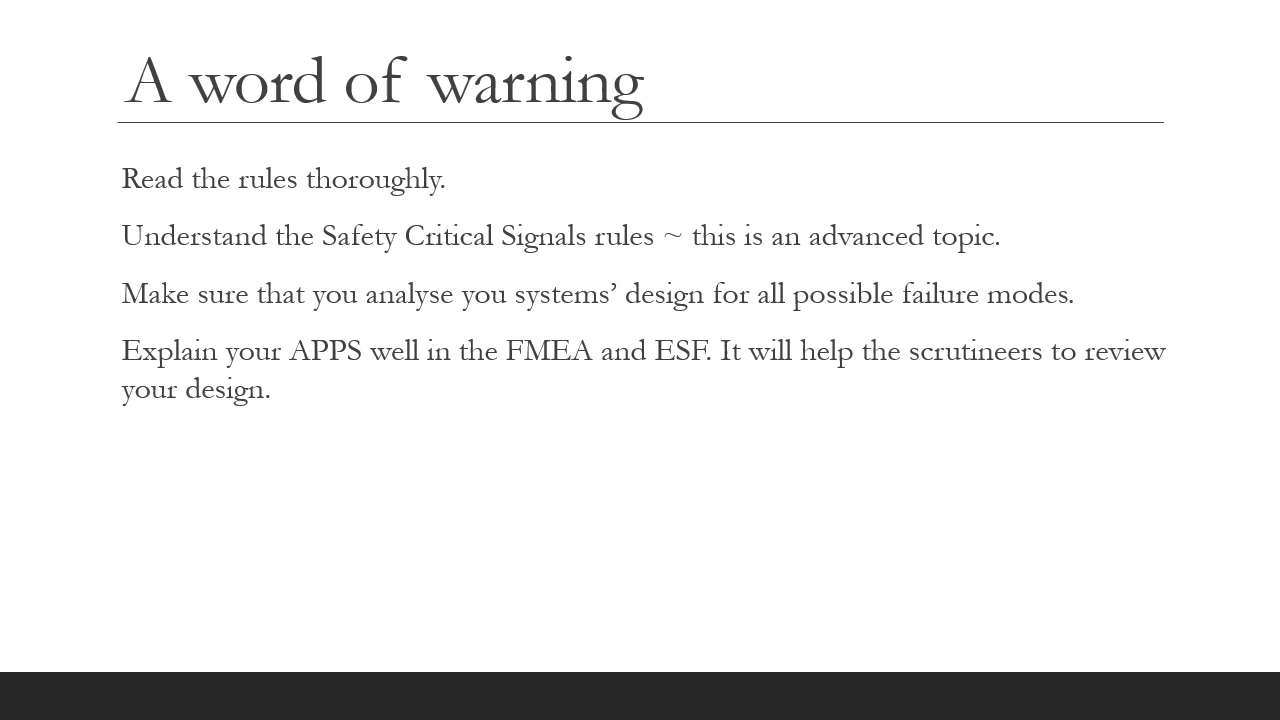 A word of warning
Read the rules thoroughly.
Understand the Safety Critical Signals rules ~ this is an advanced topic.
Make sure that you analyse you systems’ design for all possible failure modes.
Explain your APPS well in the FMEA and ESF. It will help the scrutineers to review
your design.